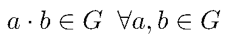 a · b ∈ G ∀a, b ∈ G